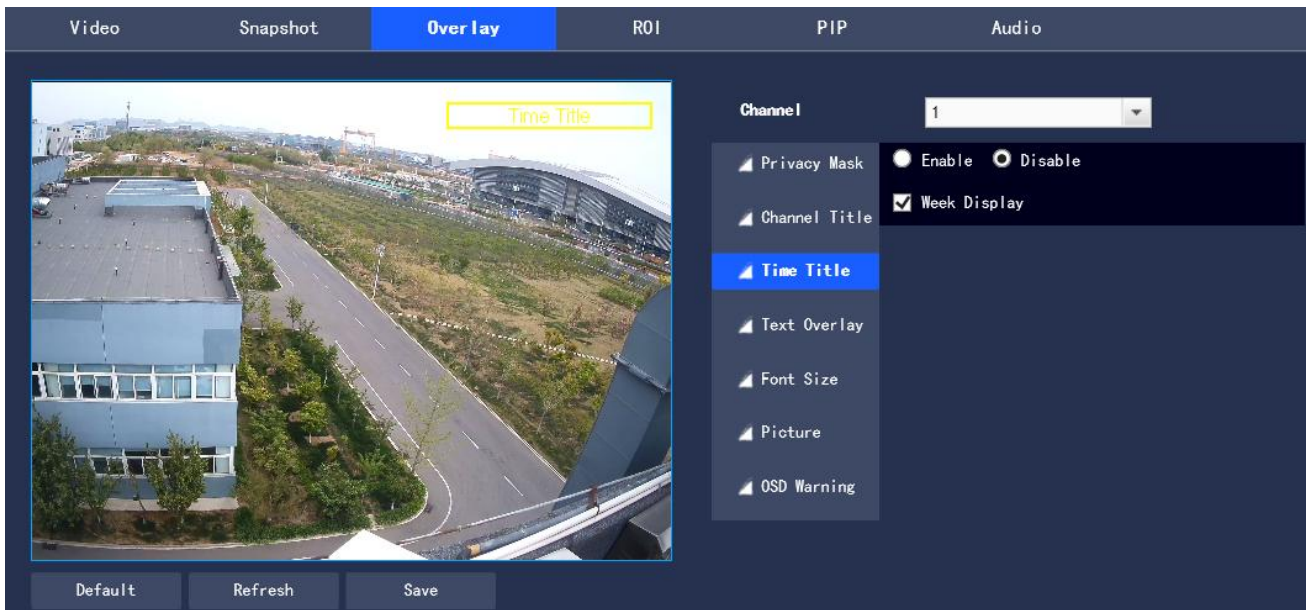 Video Snapshot Overlay ROI PIP Audio
Time Title
Channel 1
Privacy Mask
Enable Disable
Week Display
Channel Title
Time Title
Text Overlay
Font Size
Picture
OSD Warning
Default Refresh Save